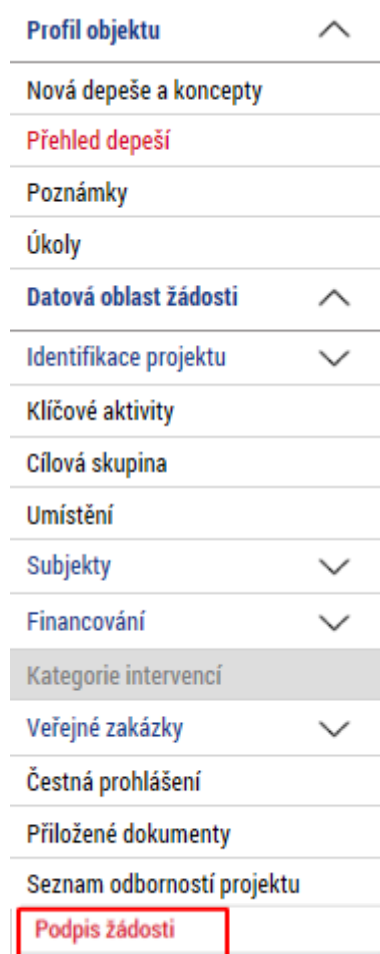 Profil objektu
Nová depeše a koncepty
Přehled depeší
Poznámky
Úkoly
Datová oblast žádosti
Identifikace projektu
Klíčové aktivity
Cílová skupina
Umístění
Subjekty
Financování
Kategorie intervencí
Veřejné zakázky
Čestná prohlášení
Přiložené dokumenty
Seznam odborností projektu
Podpis žádosti